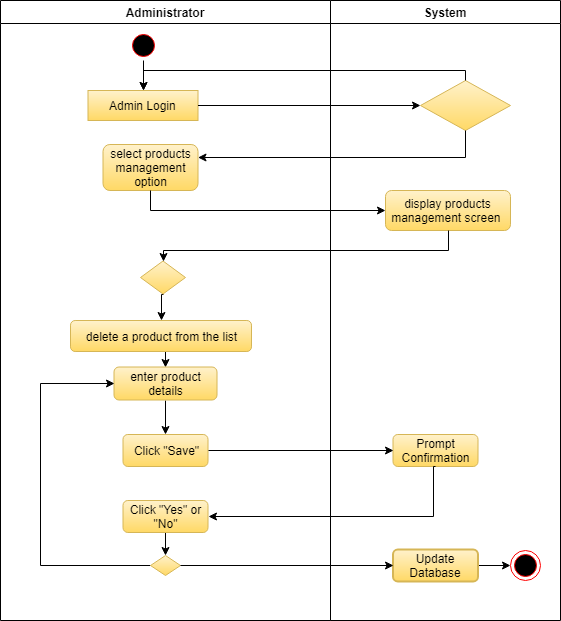 Administrator
System
Admin Login
select products
management
option
display products
management screen
delete a product from the list
enter product
details
Click "Save"
Prompt
Confirmation
Click "Yes" or
"No"
Update
Database